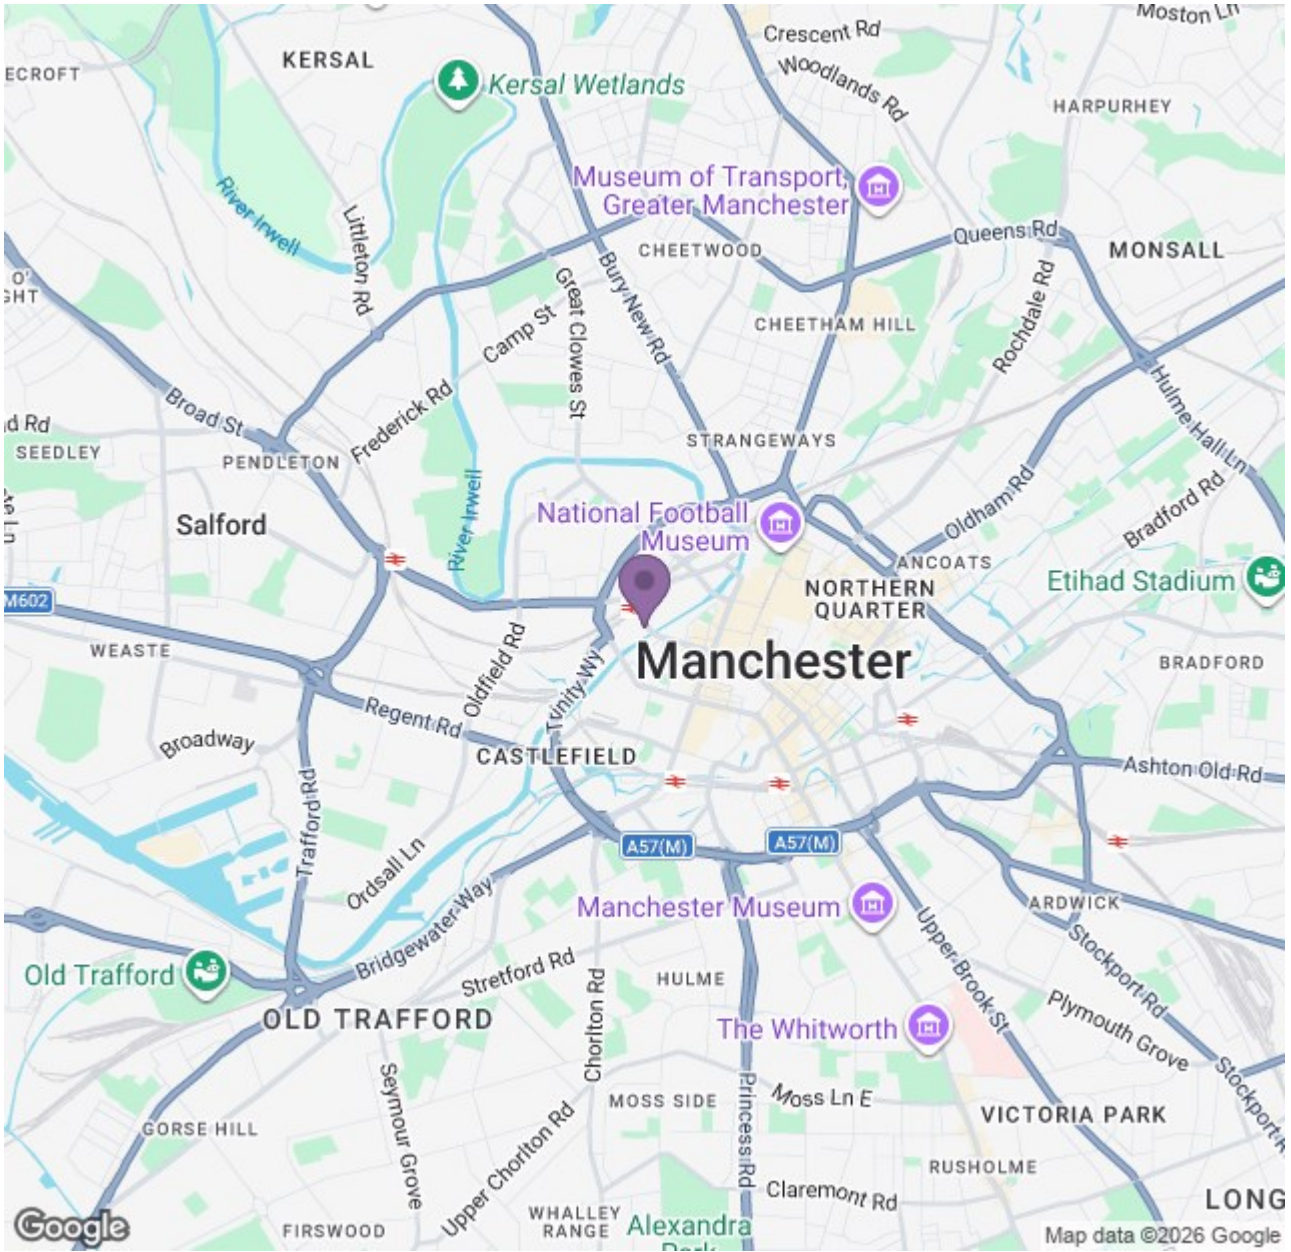 Moston Ln
Crescent Rd
KERSAL
ECROFT
Kersal Wetlands
Woodlands Rd
HARPURHEY
Museum of Transport,
Greater Manchester
River Irwell
Littleton Rd
Queens Rd
CHEETWOOD
MONSALL
O'
GHT
Bury New Rd
Great Clowes St
Rochdale Rd
Camp St
CHEETHAM HILL
Broad St
Frederick Rd
Hulme Hall Ln
d Rd
SEEDLEY
PENDLETON
STRANGEWAYS
Salford
River Irwell
National Football
Museum
Oldham Rd
Bradford Rd
te Ln
ANCOATS
NORTHERN
QUARTER
Etihad Stadium
M602
WEASTE
Oldfield Rd
Manchester
BRADFORD
Trinity Wy
Regent Rd
Broadway
CASTLEFIELD
Ashton Old Rd
Trafford Rd
A57(M)
A57(M)
Ordsall Ln
Manchester Museum
ARDWICK
Bridgewater Way
Upper Brook St
Stockport Rd
Old Trafford
Stretford Rd
HULME
OLD TRAFFORD
Chorlton Rd
The Whitworth
Plymouth Grove
Stockport R
Seymour Grove
Princess Rd
MOSS SIDE
Moss Ln E
VICTORIA PARK
GORSE HILL
Upper Chorlton Rd
RUSHOLME
Claremont Rd
LONG
Google
FIRSWOOD
WHALLEY
RANGE
Alexandra
Park
Map data ©2026 Google